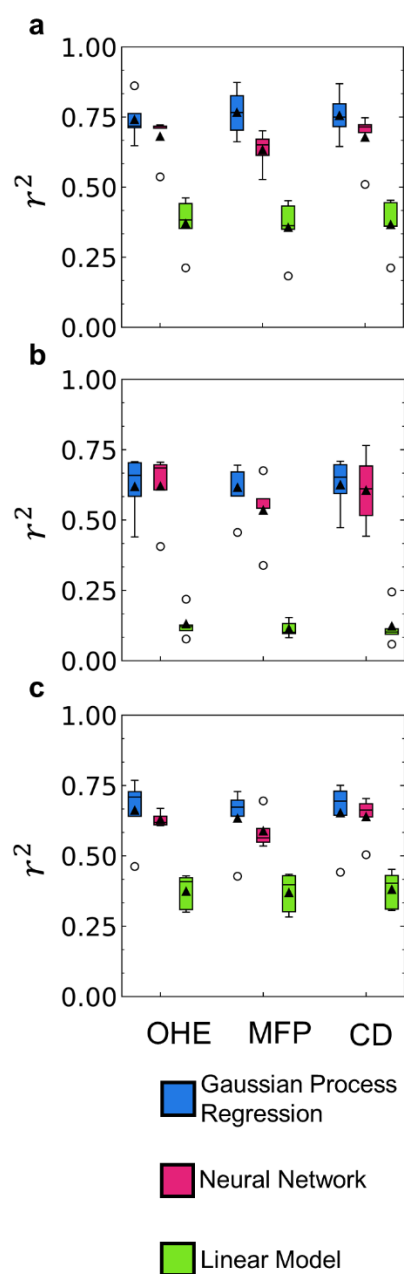 a
1.00
0.75
r²
0.50
0.25
0.00
b
1.00
0.75
r²
0.50
0.25
0.00
c
1.00
0.75
r²
0.50
0.25
0.00
OHE MFP CD
Gaussian Process
Regression
Neural Network
Linear Model